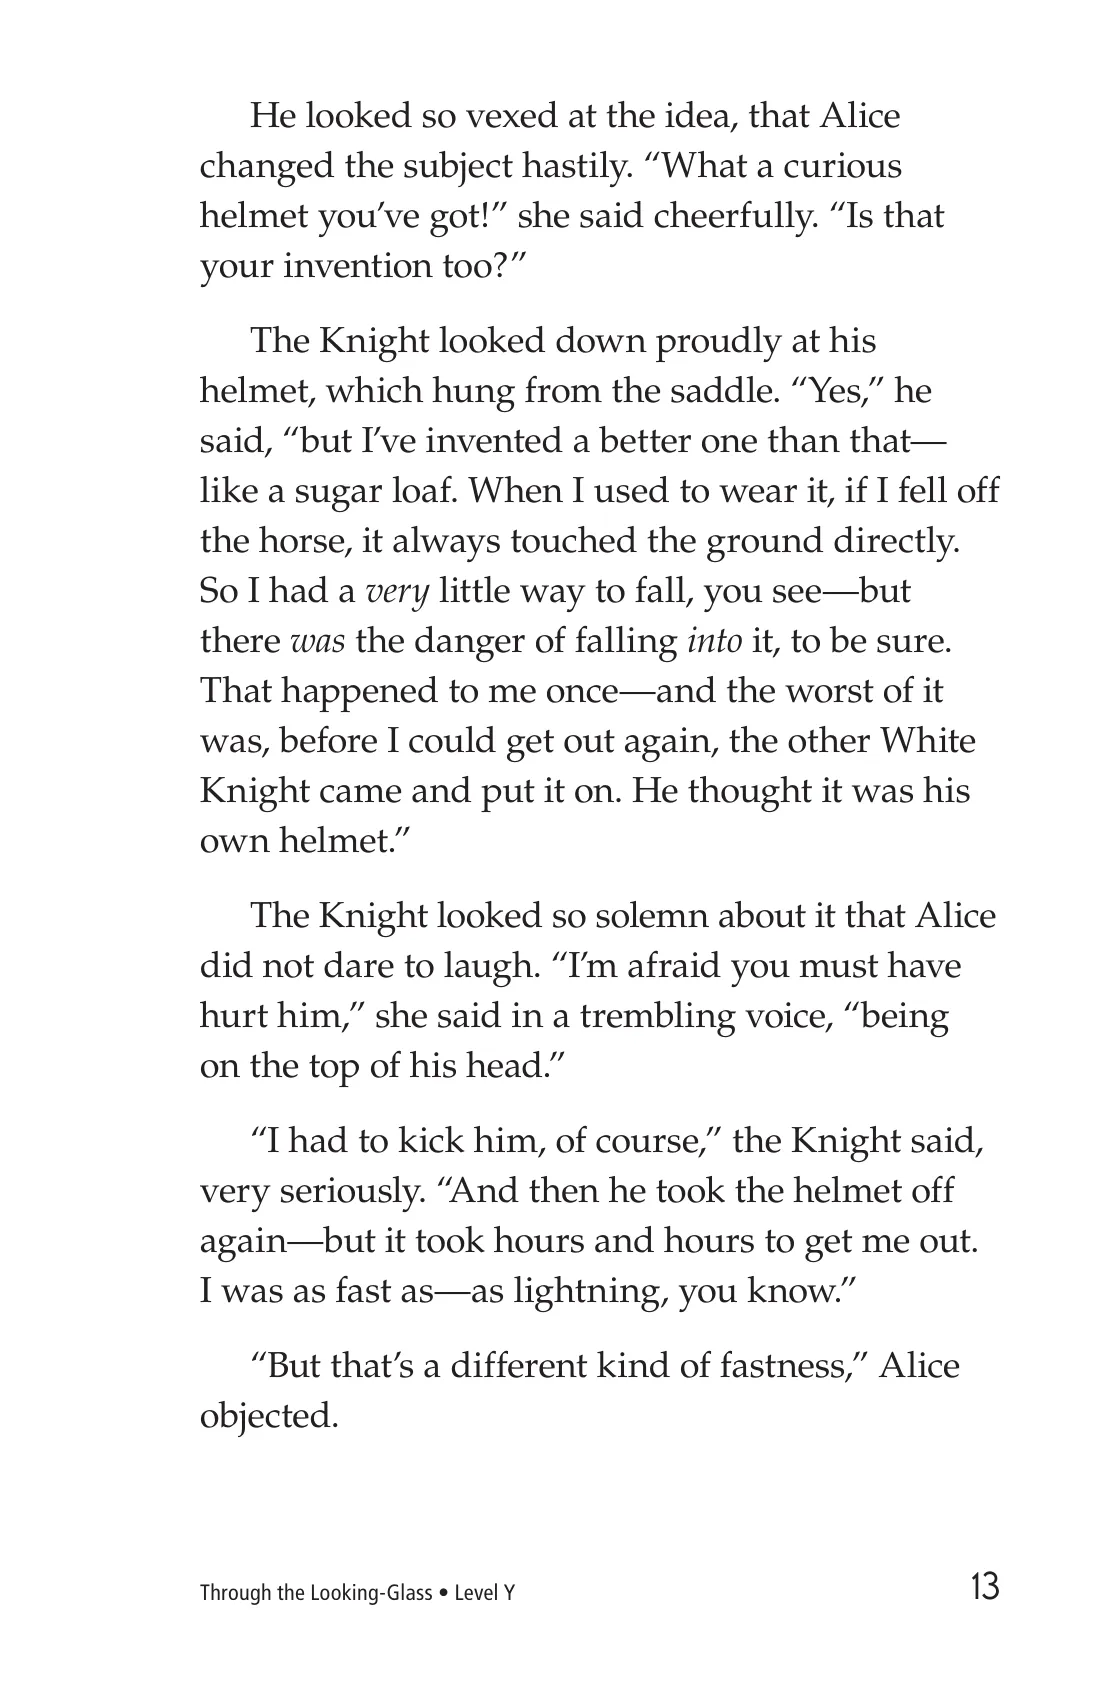 He looked so vexed at the idea, that Alice
changed the subject hastily. “What a curious
helmet you’ve got!” she said cheerfully. “Is that
your invention too?”
The Knight looked down proudly at his
helmet, which hung from the saddle. “Yes,” he
said, “but I’ve invented a better one than that—
like a sugar loaf. When I used to wear it, if I fell off
the horse, it always touched the ground directly.
So I had a very little way to fall, you see—but
there was the danger of falling into it, to be sure.
That happened to me once—and the worst of it
was, before I could get out again, the other White
Knight came and put it on. He thought it was his
own helmet.”
The Knight looked so solemn about it that Alice
did not dare to laugh. “I’m afraid you must have
hurt him,” she said in a trembling voice, “being
on the top of his head.”
“I had to kick him, of course,” the Knight said,
very seriously. “And then he took the helmet off
again—but it took hours and hours to get me out.
I was as fast as—as lightning, you know.”
“But that’s a different kind of fastness,” Alice
objected.
Through the Looking-Glass • Level Y
13